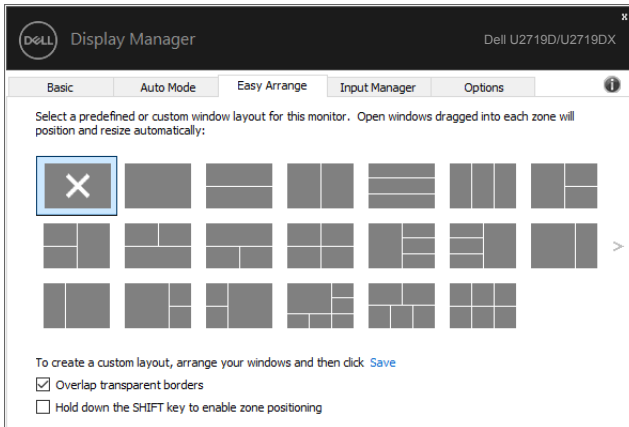 x
DELL Display Manager Dell U2719D/U2719DX
Basic Auto Mode Easy Arrange Input Manager Options i
Select a predefined or custom window layout for this monitor. Open windows dragged into each zone will
position and resize automatically:
To create a custom layout, arrange your windows and then click Save
Overlap transparent borders
Hold down the SHIFT key to enable zone positioning